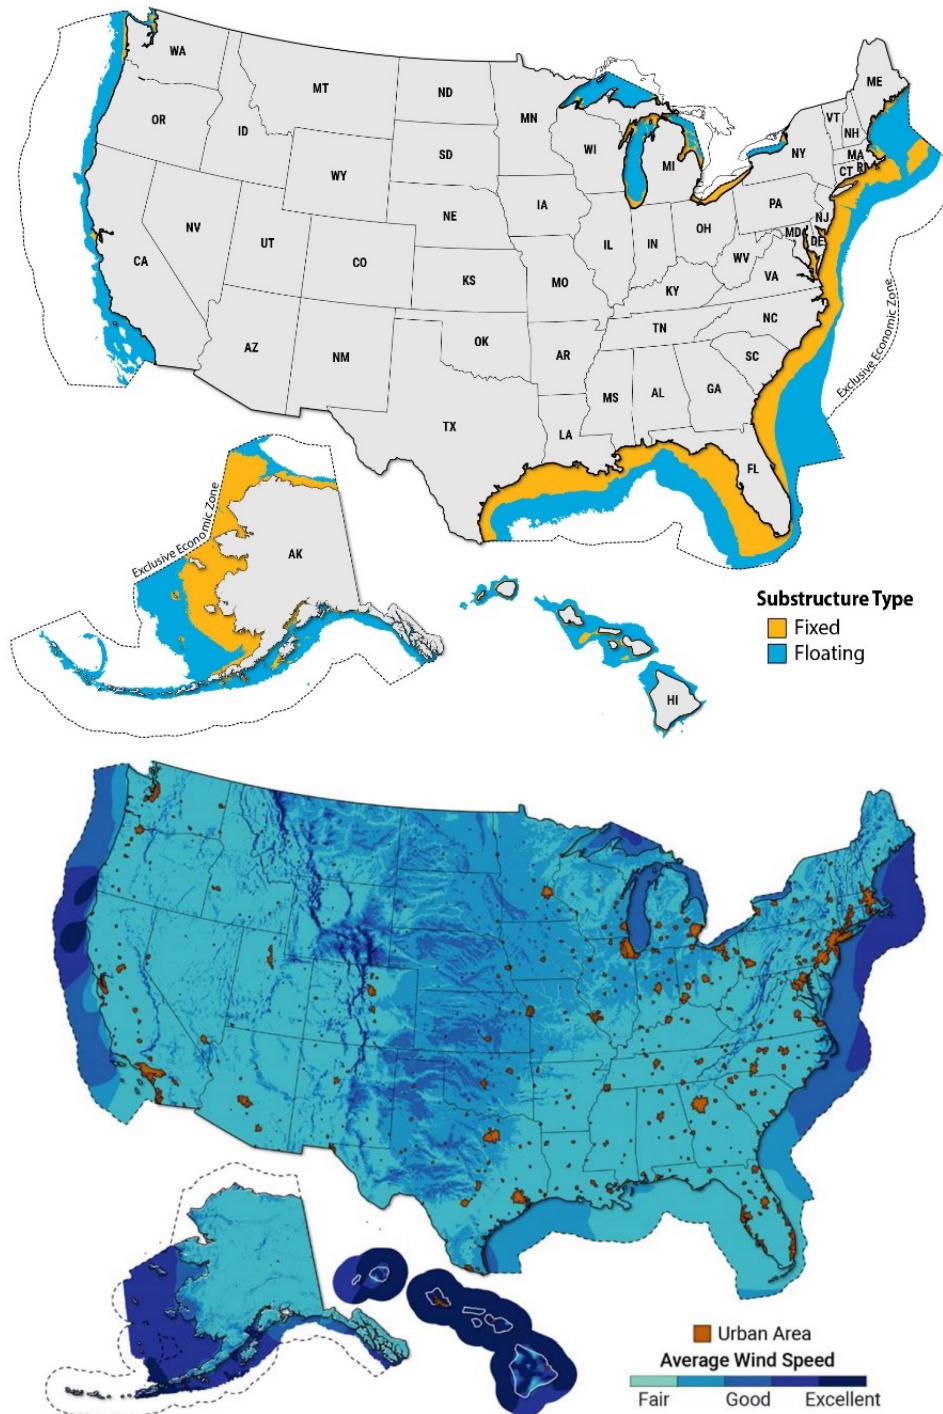 WA
MT
ND
MN
ME
VT
NH
OR
ID
SD
WI
MI
NY
MA
RI
CT
WY
IA
PA
NE
NJ
NV
UT
IL
IN
OH
MD
DE
CA
CO
WV
VA
KS
MO
KY
NC
TN
AZ
NM
OK
AR
SC
MS
AL
GA
TX
LA
FL
Exclusive Economic Zone
Exclusive Economic Zone
AK
HI
Substructure Type
Fixed
Floating
Urban Area
Average Wind Speed
Fair Good Excellent